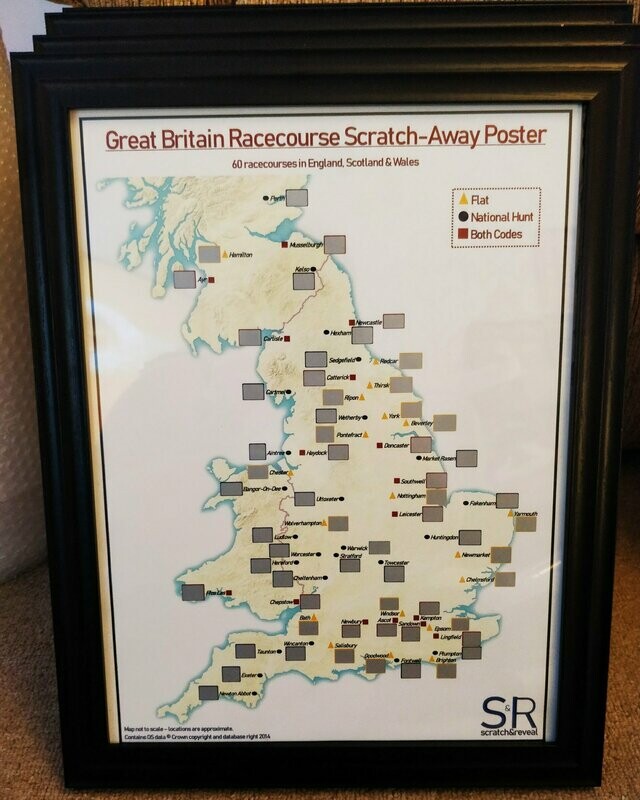 Great Britain Racecourse Scratch-Away Poster
60 racecourses in England, Scotland & Wales
Flat
National Hunt
Both Codes
Perth
Musselburgh
Hamilton
Kelso
Ayr
Newcastle
Hexham
Carlisle
Sedgefield
Redcar
Catterick
Thirsk
Cartmel
Ripon
Wetherby
York
Beverley
Pontefract
Doncaster
Aintree
Haydock
Market Rasen
Chester
Southwell
Bangor-On-Dee
Uttoxeter
Nottingham
Fakenham
Leicester
Yarmouth
Wolverhampton
Ludlow
Huntingdon
Warwick
Worcester
Stratford
Newmarket
Hereford
Towcester
Cheltenham
Chelmsford
Ffos Las
Chepstow
Windsor
Bath
Newbury
Ascot
Kempton
Sandown
Epsom
Lingfield
Wincanton
Salisbury
Taunton
Goodwood
Plumpton
Fontwell
Brighton
Exeter
Newton Abbot
Map not to scale - locations are approximate.
Contains OS data © Crown copyright and database right 2014
S&R
scratch&reveal